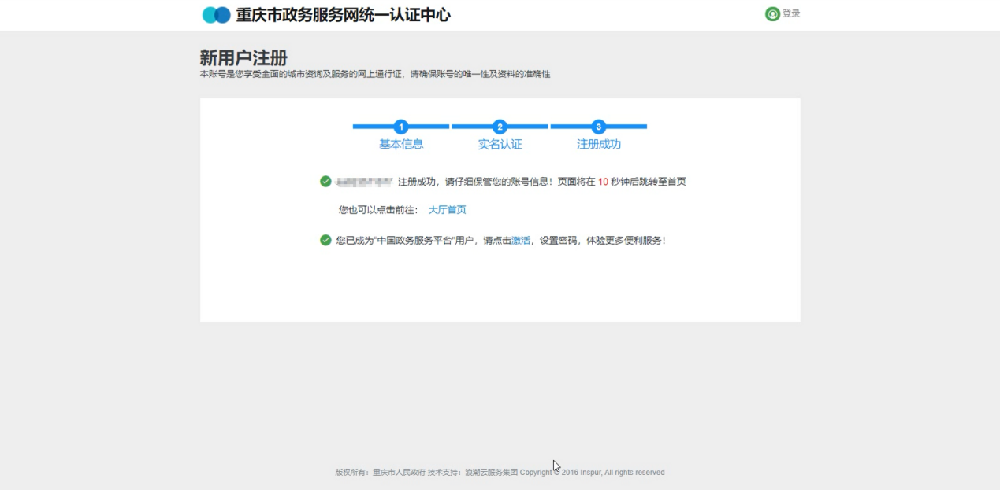 重庆市政务服务网统一认证中心
登录
新用户注册
本账号是您享受全面的城市资讯及服务的网上通行证，请确保账号的唯一性及资料的准确性
1 2 3
基本信息 实名认证 注册成功
注册成功，请仔细保管您的账号信息！页面将在 10 秒钟后跳转至首页
您也可以点击前往： 大厅首页
您已成为"中国政务服务平台"用户，请点击激活，设置密码，体验更多便利服务！
版权所有：重庆市人民政府 技术支持：浪潮云服务集团 Copyright © 2016 Inspur, All rights reserved